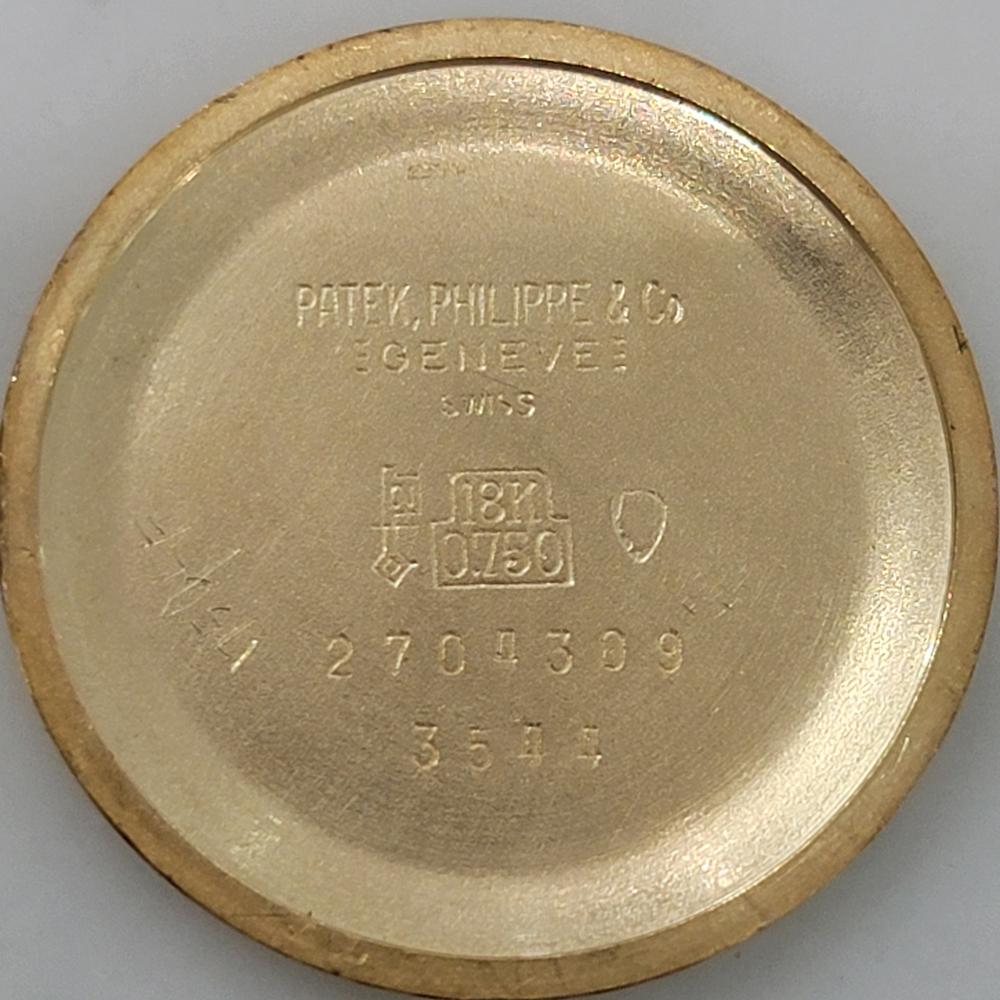 PATEK, PHILIPPE & Co
GENEVE
SWISS
18K
0.750
2704309
3544